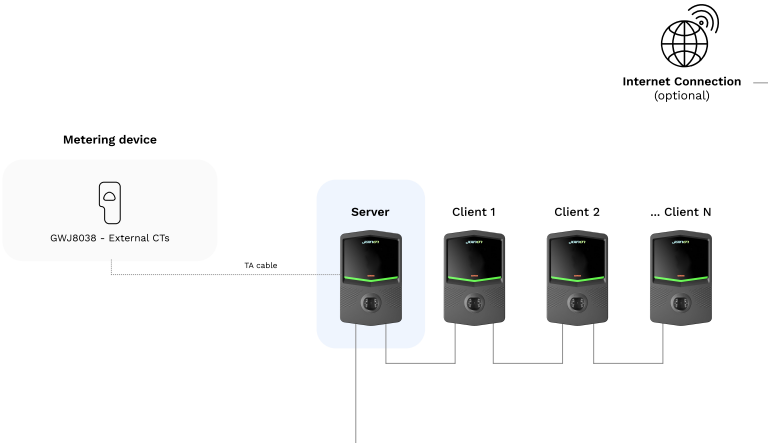 Internet Connection
(optional)
Metering device
GWJ8038 - External CTs
TA cable
Server
Client 1
Client 2
... Client N